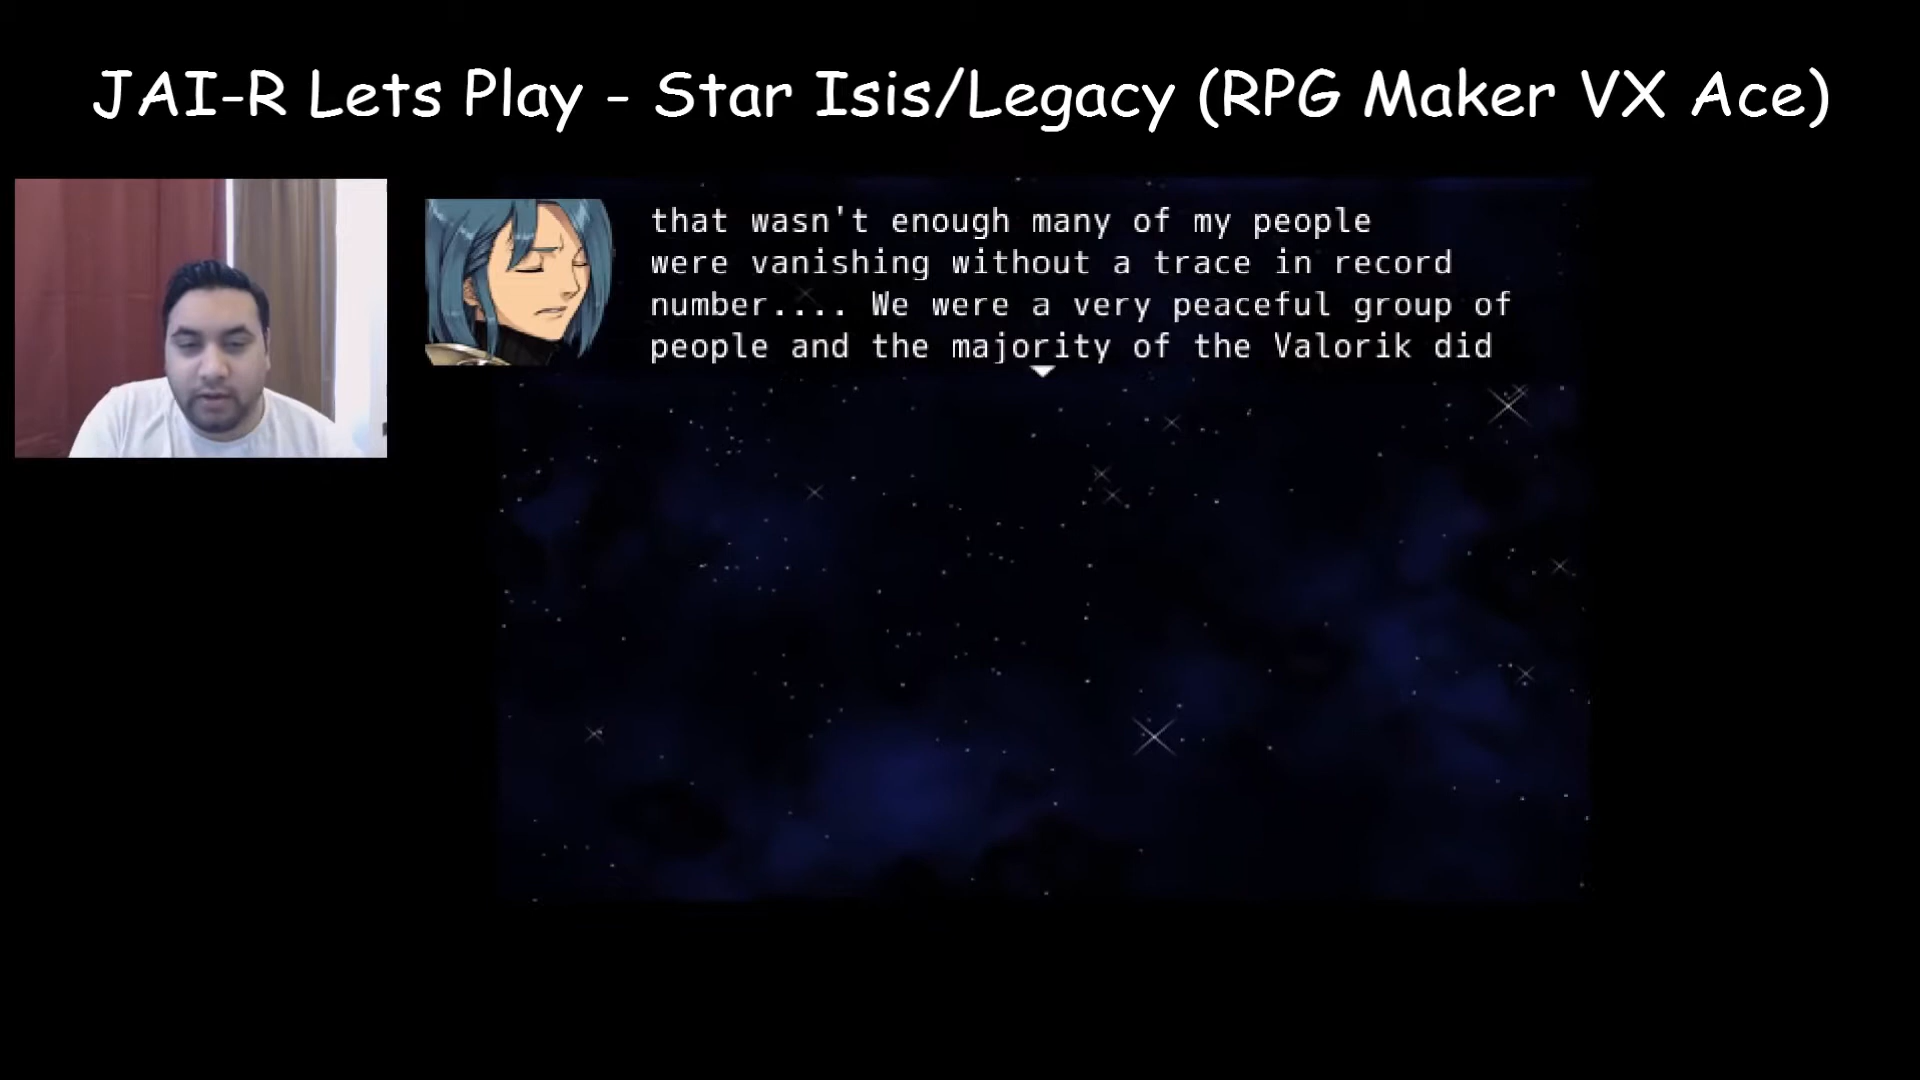 JAI-R Lets Play - Star Isis/Legacy (RPG Maker VX Ace)
that wasn't enough many of my people
were vanishing without a trace in record
number.... We were a very peaceful group of
people and the majority of the Valorik did